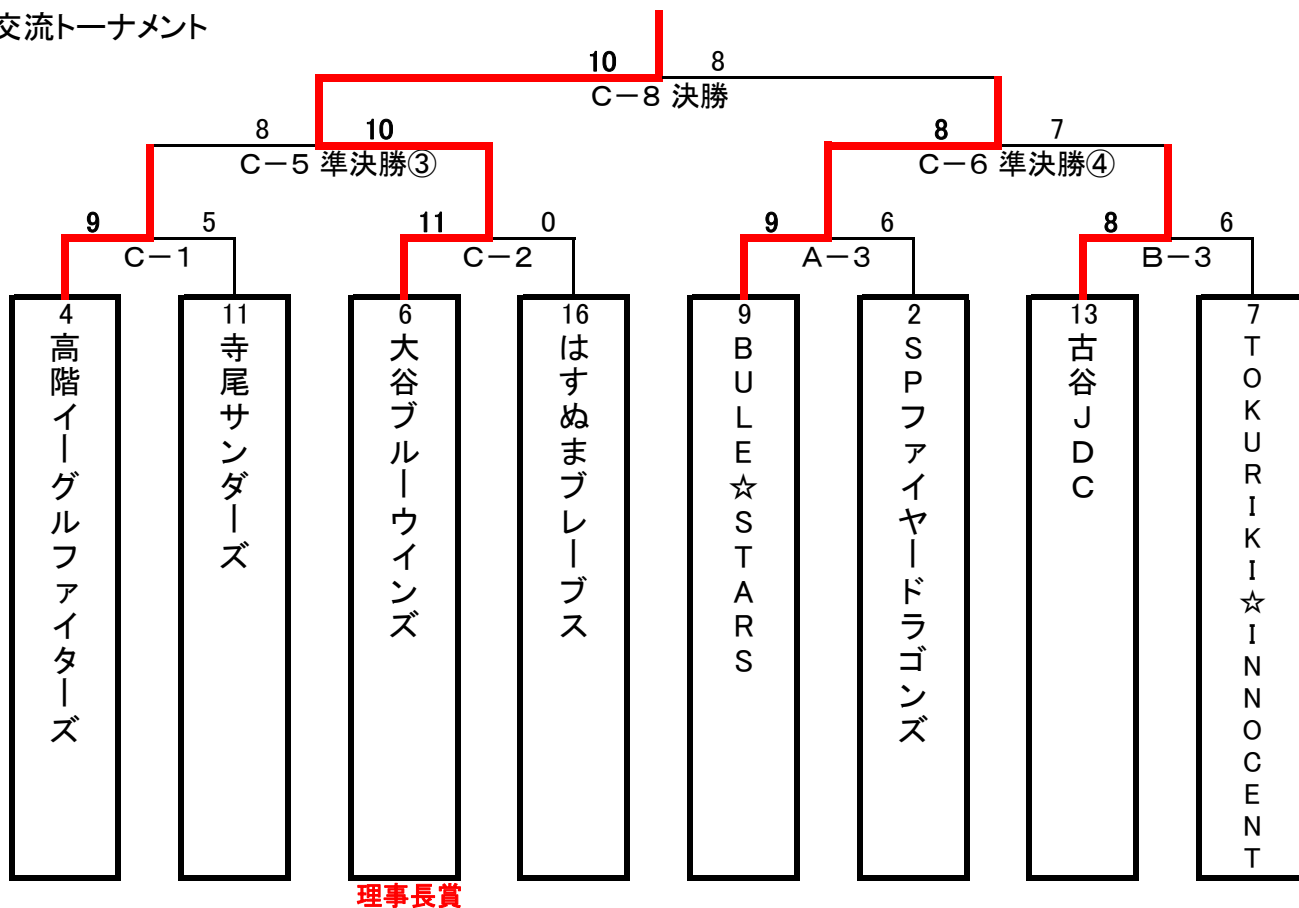 交流トーナメント
10 8
C－8 決勝
8 10
C－5 準決勝③
8 7
C－6 準決勝④
9 5
C－1
11 0
C－2
9 6
A－3
8 6
B－3
4
高階イーグルファイターズ
11
寺尾サンダーズ
6
大谷ブルーウインズ
16
はすぬまブレーブス
9
BULE☆STARS
2
SPファイヤードラゴンズ
13
古谷JDC
7
TOKURIKI☆INNOCENT
理事長賞